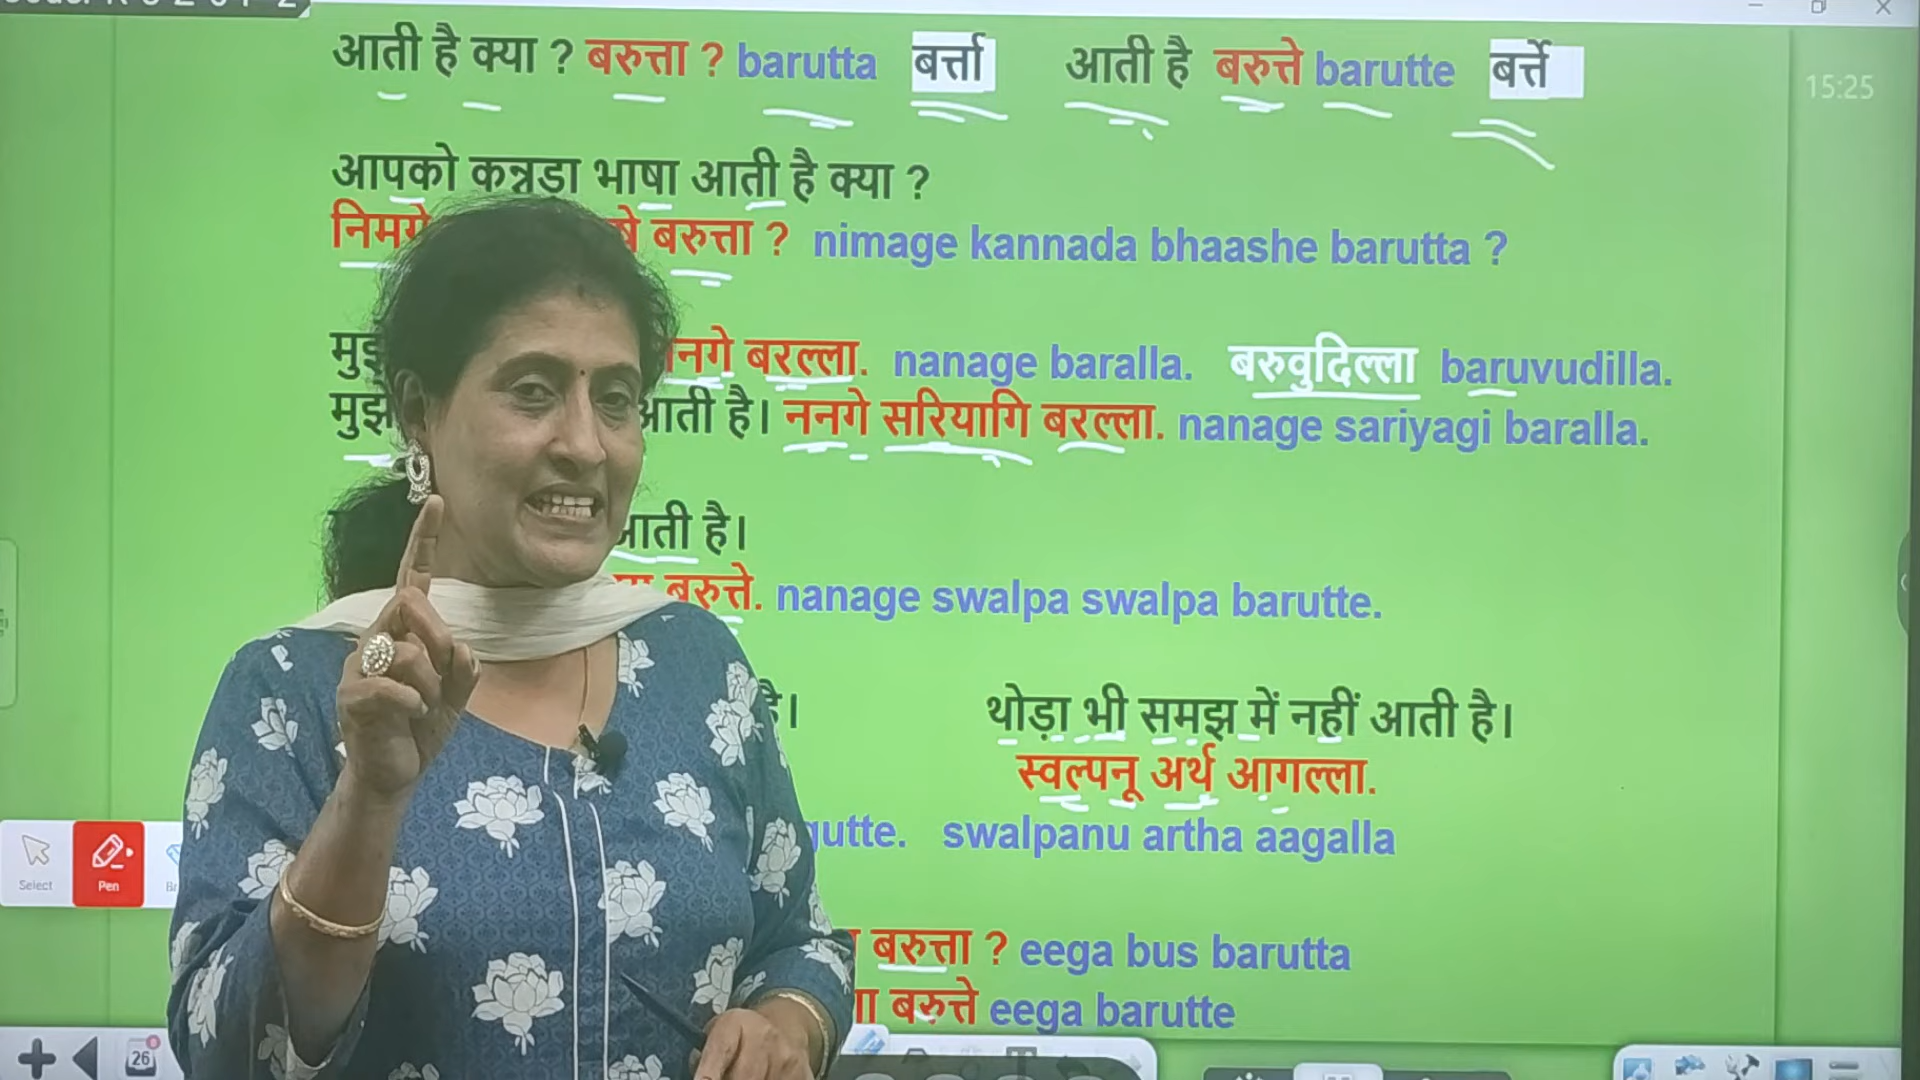 आती है क्या ? बरुत्ता ? barutta बर्त्ता आती है बरुत्ते barutte बर्त्ते
15:25
आपको कन्नडा भाषा आती है क्या ?
बरुत्ता ? nimage kannada bhaashe barutta ?
ननगे बरल्ला. nanage baralla. बरुवुदिल्ला baruvudilla.
आती है। ननगे सरियागि बरल्ला. nanage sariyagi baralla.
आती है।
बरुत्ते. nanage swalpa swalpa barutte.
है। थोड़ा भी समझ में नहीं आती है।
स्वल्पनू अर्थ आगल्ला.
gutte. swalpanu artha aagalla
Select Pen
बरुत्ता ? eega bus barutta
बरुत्ते eega barutte
26